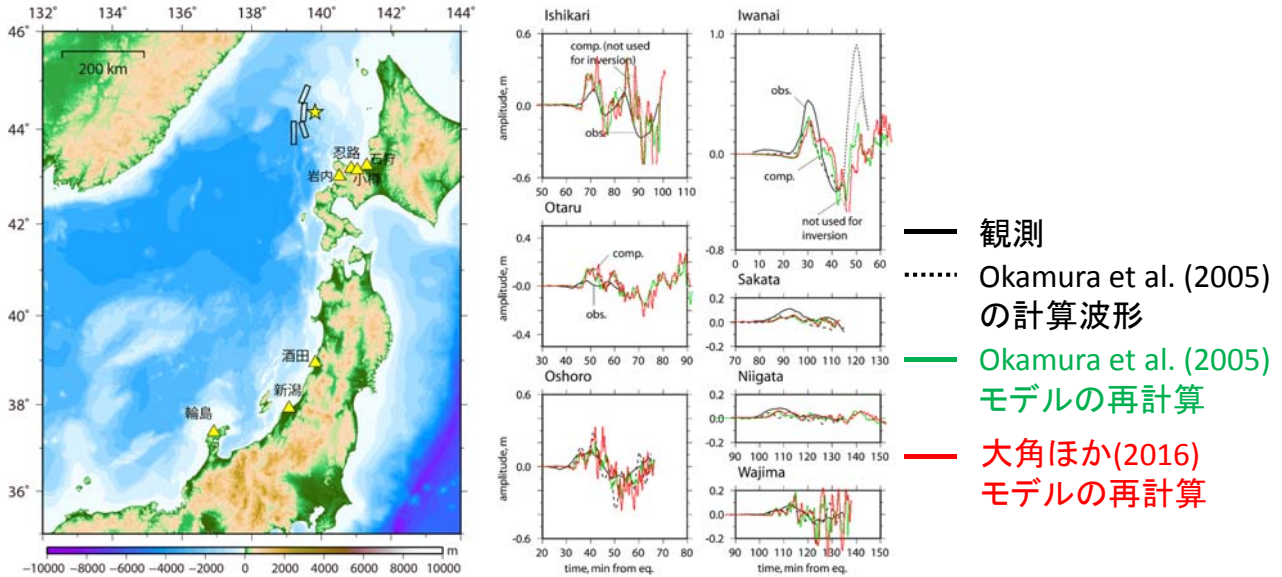 132° 134° 136° 138° 140° 142° 144°
46°
44°
42°
40°
38°
36°
200 km
忍路
石狩
岩内
小樽
酒田
新潟
輪島
m
−10000 −8000 −6000 −4000 −2000 0 2000 4000 6000 8000 10000
Ishikari
0.6
0.0
-0.6
amplitude, m
comp. (not used
for inversion)
obs.
50 60 70 80 90 100 110
Otaru
0.4
0.0
-0.4
amplitude, m
comp.
obs.
30 40 50 60 70 80 90
Oshoro
0.6
0.0
-0.6
amplitude, m
20 30 40 50 60 70 80
time, min from eq.
Iwanai
1.0
0.0
-0.8
obs.
comp.
not used for
inversion
0 10 20 30 40 50 60
Sakata
0.2
0.0
-0.2
70 80 90 100 110 120 130
Niigata
0.2
0.0
-0.2
90 100 110 120 130 140 150
Wajima
0.2
0.0
-0.2
90 100 110 120 130 140 150
time, min from eq.
観測
Okamura et al. (2005)
の計算波形
Okamura et al. (2005)
モデルの再計算
大角ほか(2016)
モデルの再計算